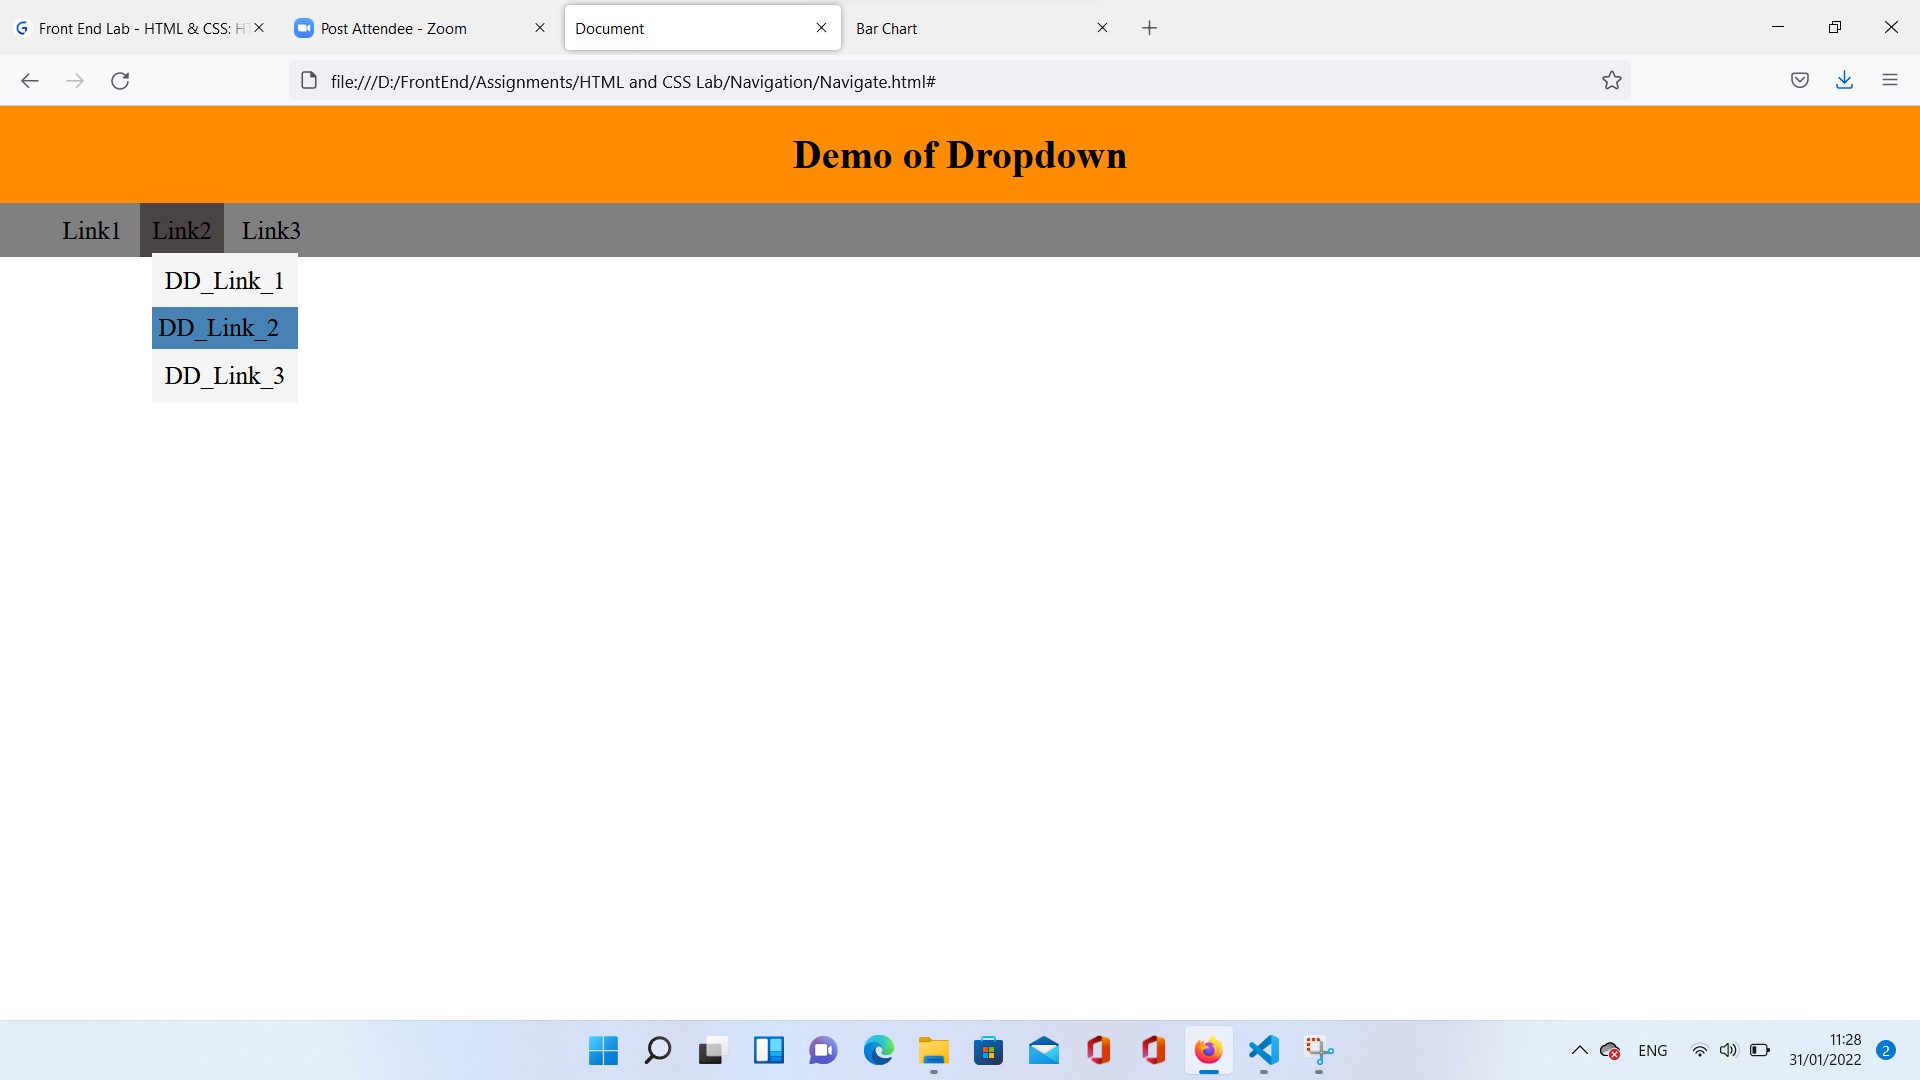 Front End Lab - HTML & CSS: H
Post Attendee - Zoom
Document
Bar Chart
file:///D:/FrontEnd/Assignments/HTML and CSS Lab/Navigation/Navigate.html#
Demo of Dropdown
Link1 Link2 Link3
DD_Link_1
DD_Link_2
DD_Link_3
ENG
11:28
31/01/2022
2